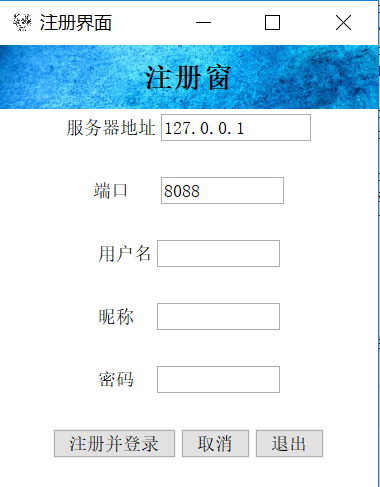 注册界面
注册窗
服务器地址 127.0.0.1
端口 8088
用户名
昵称
密码
注册并登录 取消 退出